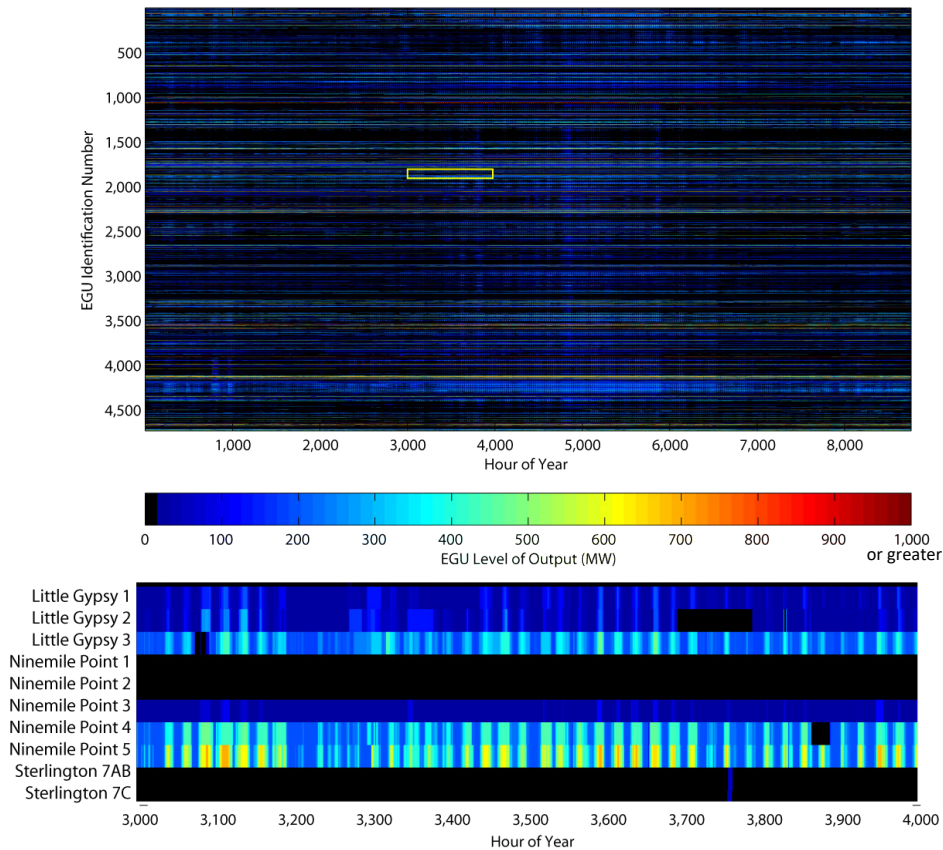 500
1,000
1,500
2,000
2,500
3,000
3,500
4,000
4,500
EGU Identification Number
1,000 2,000 3,000 4,000 5,000 6,000 7,000 8,000
Hour of Year
0 100 200 300 400 500 600 700 800 900 1,000
or greater
EGU Level of Output (MW)
Little Gypsy 1
Little Gypsy 2
Little Gypsy 3
Ninemile Point 1
Ninemile Point 2
Ninemile Point 3
Ninemile Point 4
Ninemile Point 5
Sterlington 7AB
Sterlington 7C
3,000 3,100 3,200 3,300 3,400 3,500 3,600 3,700 3,800 3,900 4,000
Hour of Year